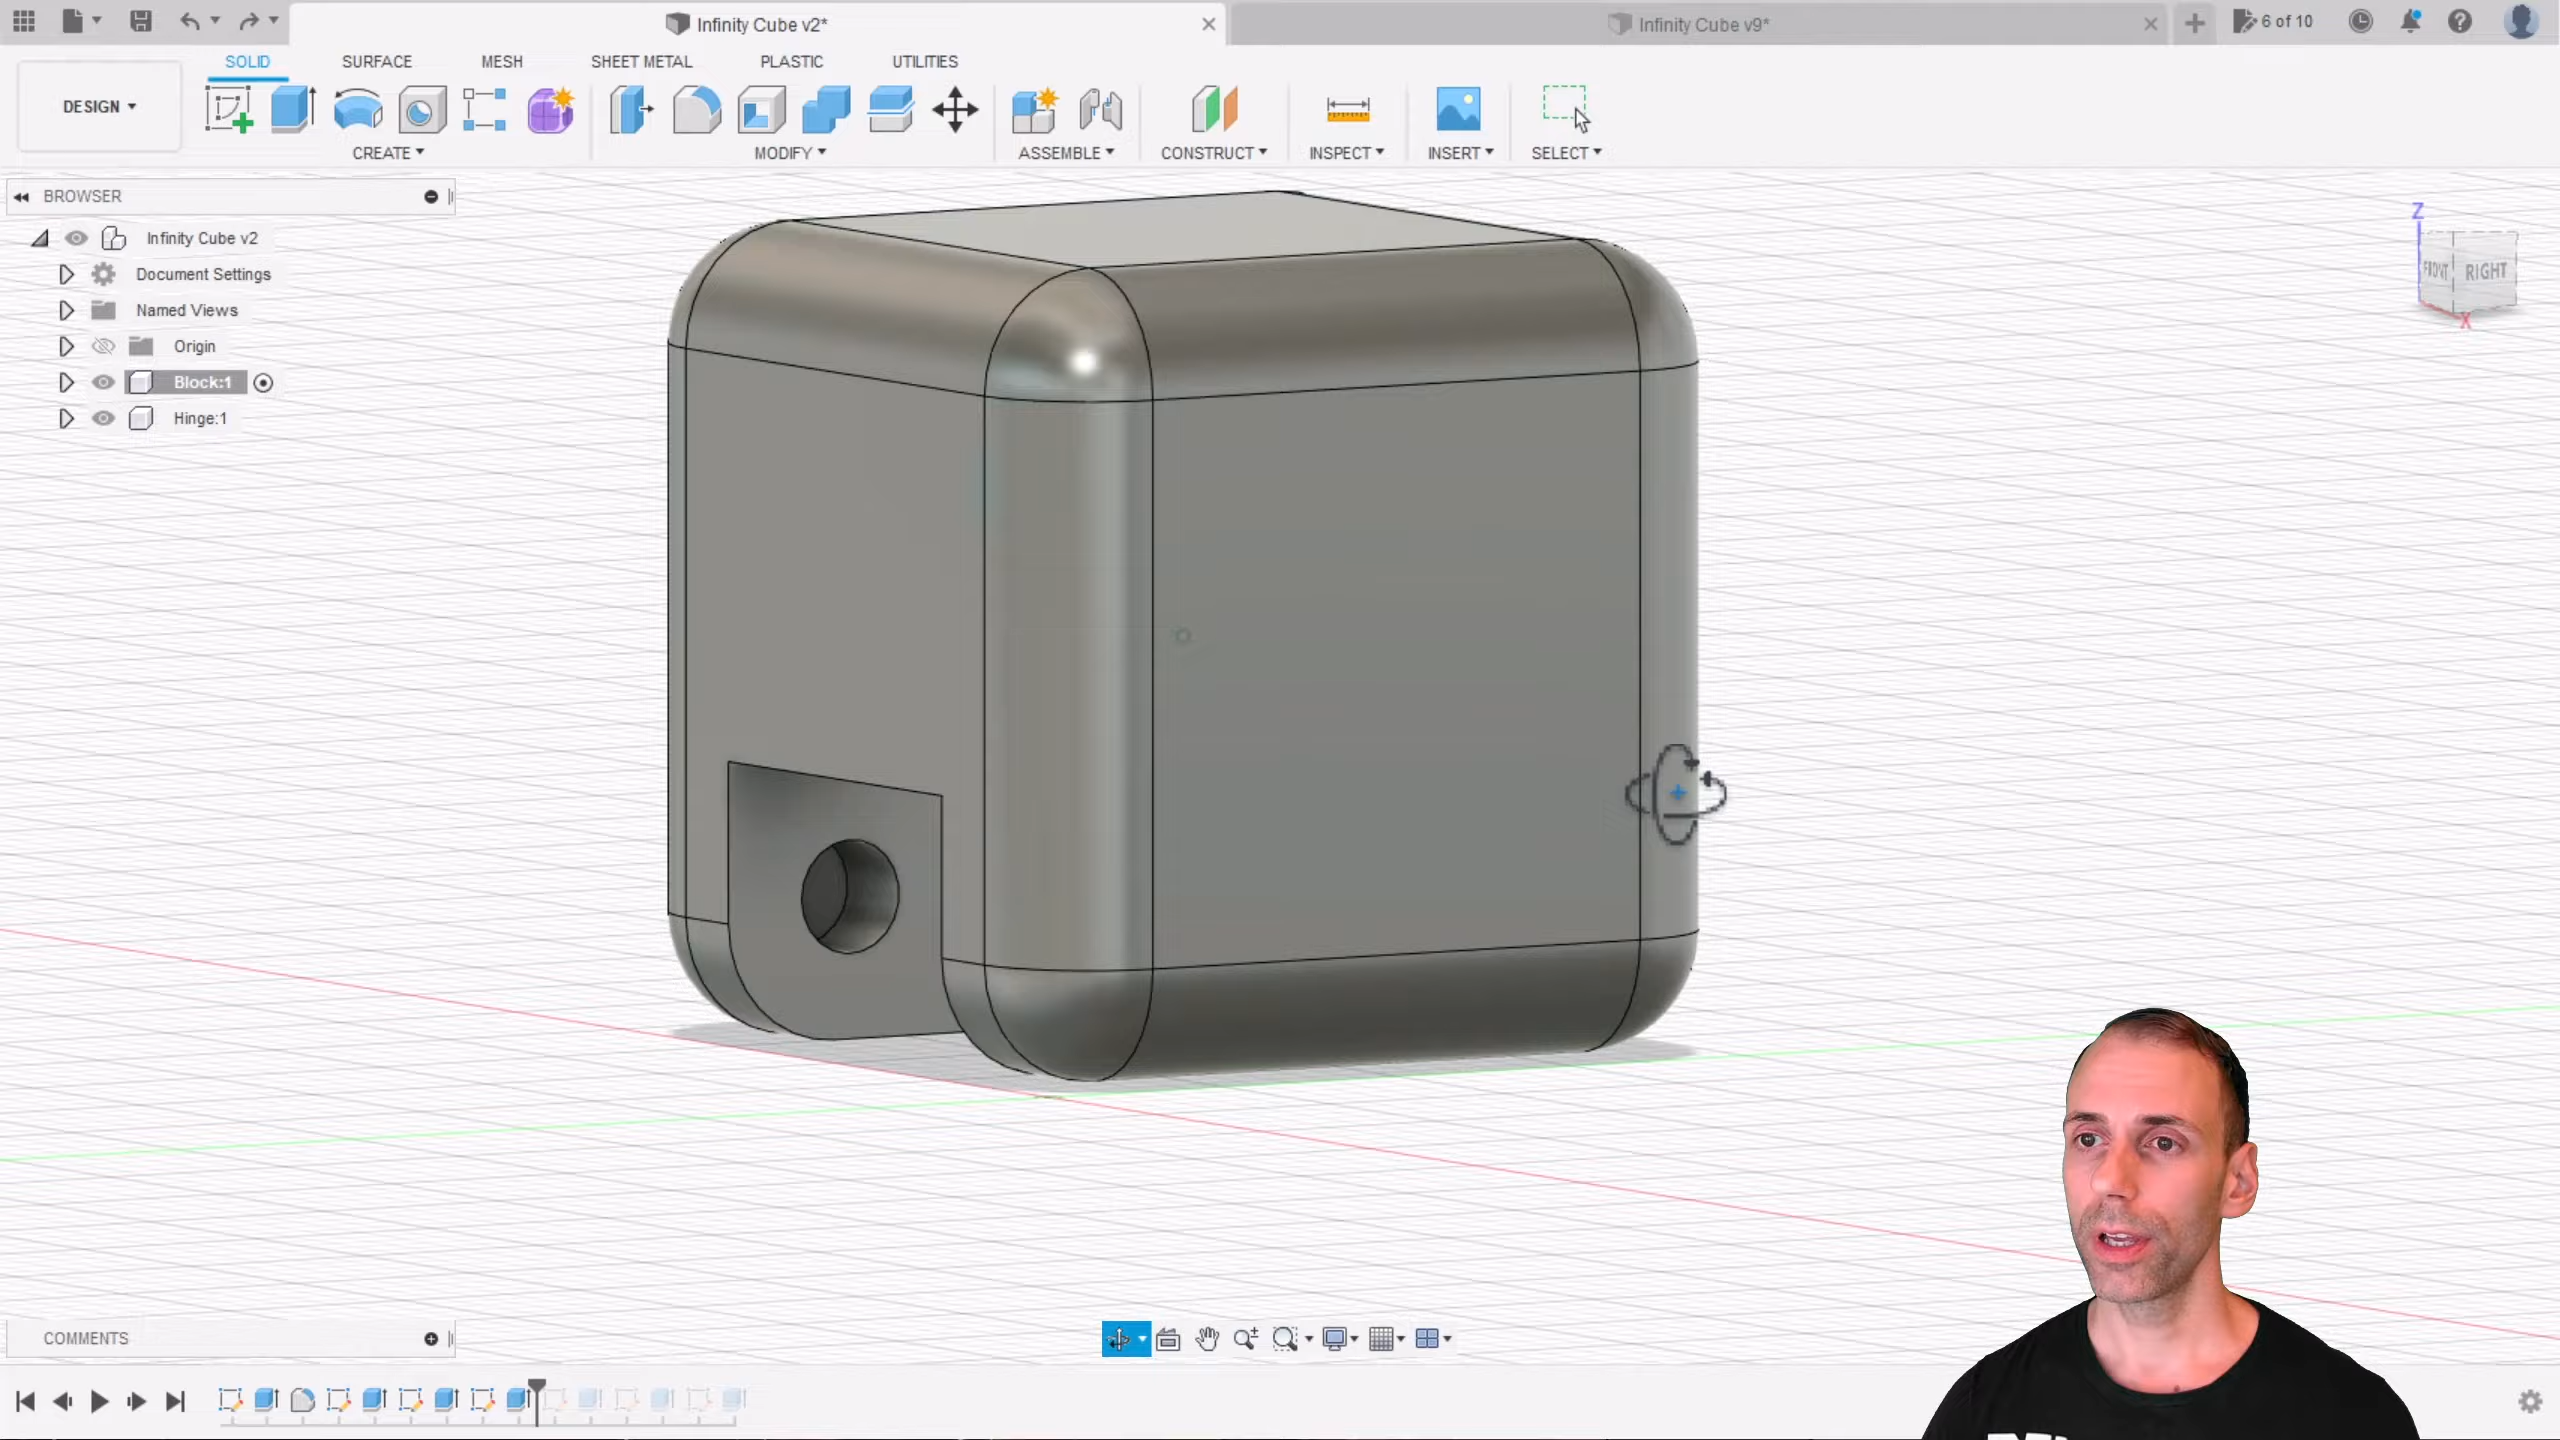 Infinity Cube v2*
Infinity Cube v9*
6 of 10
SOLID
SURFACE
MESH
SHEET METAL
PLASTIC
UTILITIES
DESIGN
CREATE
MODIFY
ASSEMBLE
CONSTRUCT
INSPECT
INSERT
SELECT
BROWSER
Infinity Cube v2
Document Settings
Named Views
Origin
Block:1
Hinge:1
Z
FRONT
RIGHT
X
COMMENTS